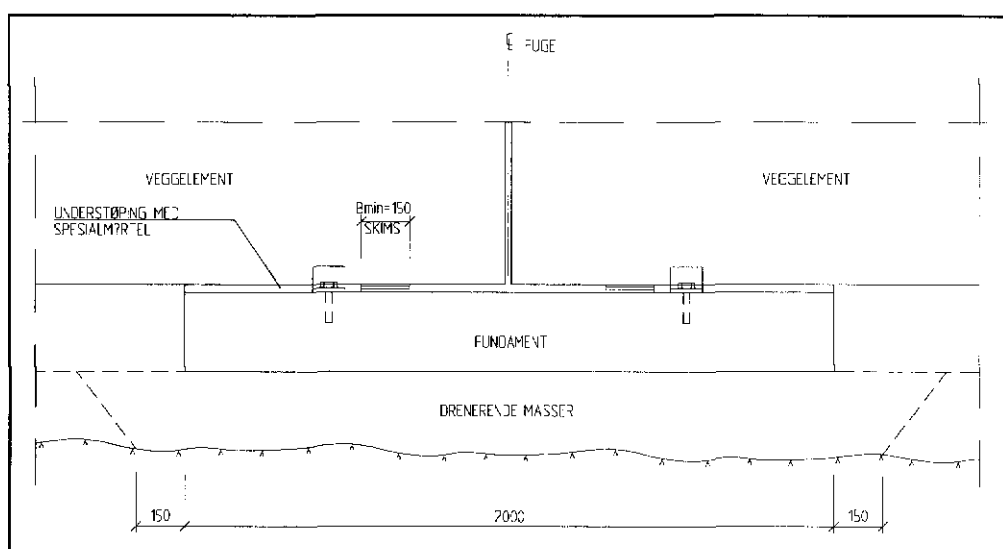 ℄ FUGE
VEGGELEMENT
VEGGELEMENT
UNDERSTØPING MED
SPESIALMØRTEL
Bmin=150
SKIMS
FUNDAMENT
DRENERENDE MASSER
150
2000
150